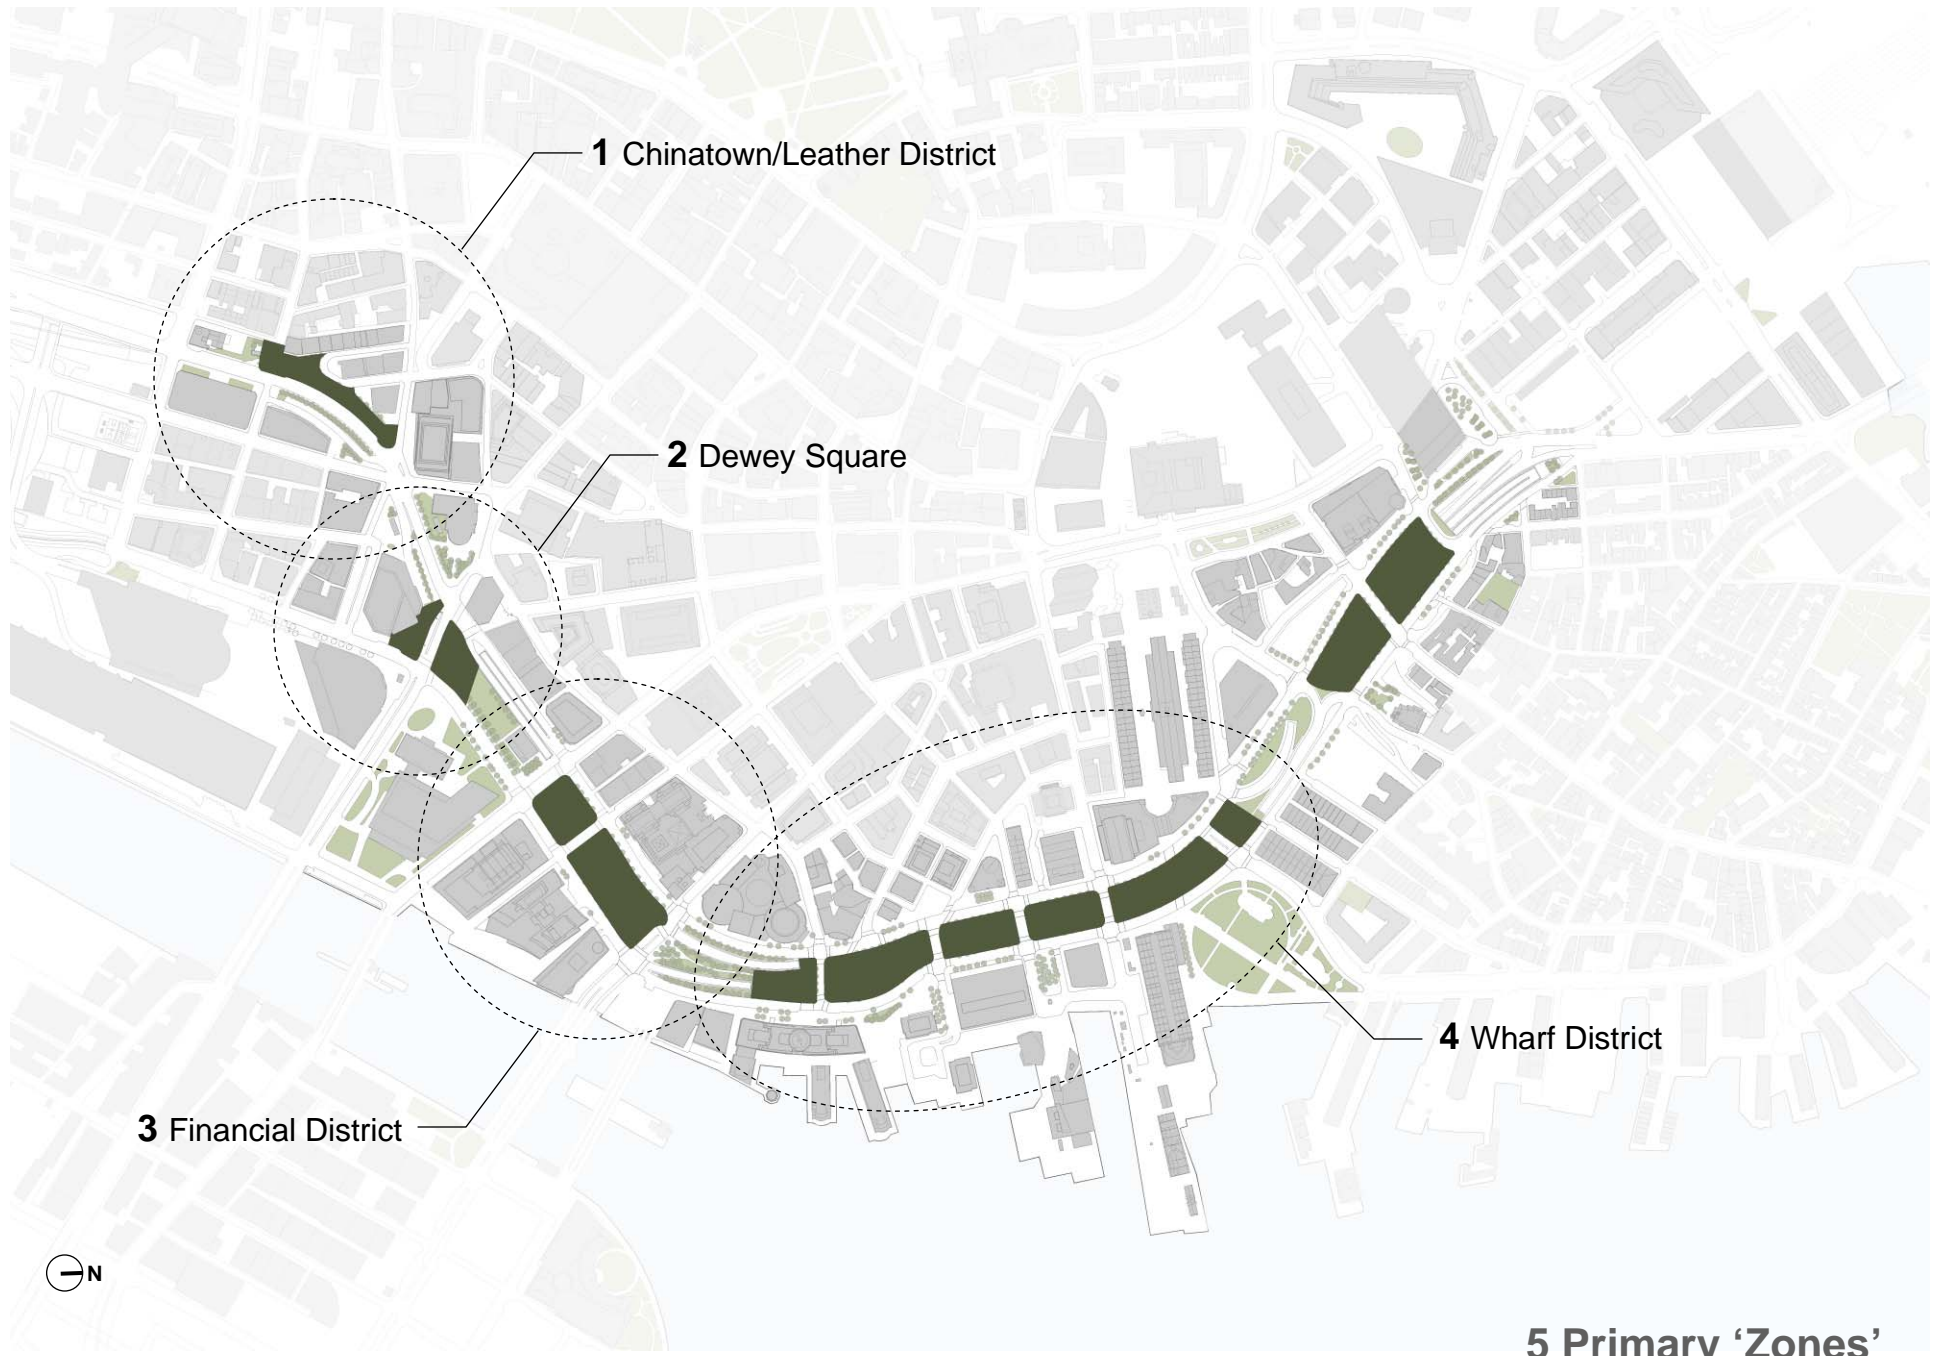 1 Chinatown/Leather District
2 Dewey Square
4 Wharf District
3 Financial District
N
5 Primary ‘Zones’